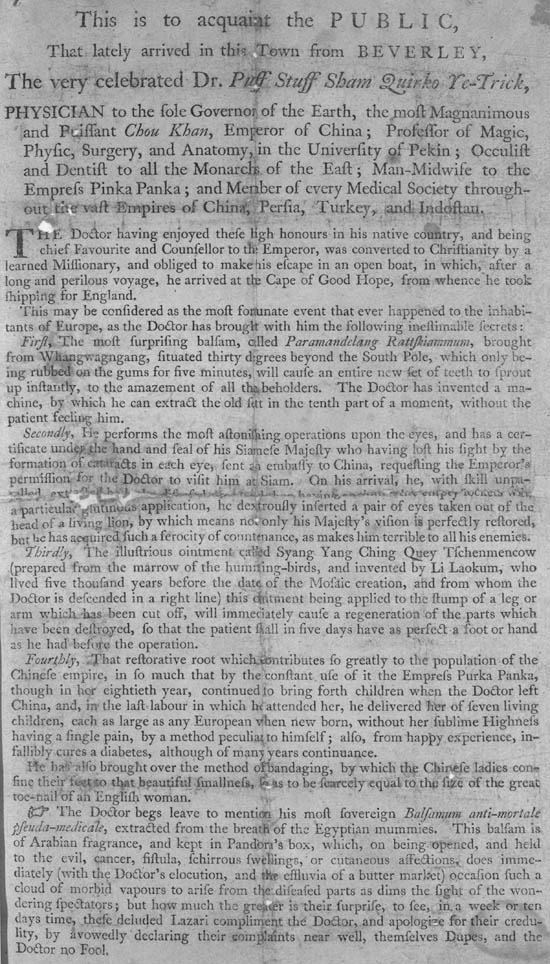 This is to acquaint the PUBLIC,
That lately arrived in this Town from BEVERLEY,
The very celebrated Dr. Puff Stuff Sham Quirko Ye-Trick,
PHYSICIAN to the ſole Governor of the Earth, the moſt Magnanimous
and Puiſſant Chou Khan, Emperor of China; Profeſſor of Magic,
Phyſic, Surgery, and Anatomy, in the Univerſity of Pekin; Occuliſt
and Dentiſt to all the Monarchs of the Eaſt; Man-Midwife to the
Empreſs Pinka Panka; and Member of every Medical Society through-
out the vaſt Empires of China, Perſia, Turkey, and Indoſtan.
THE Doctor having enjoyed theſe high honours in his native country, and being
chief Favourite and Counſellor to the Emperor, was converted to Chriſtianity by a
learned Miſſionary, and obliged to make his eſcape in an open boat, in which, after a
long and perilous voyage, he arrived at the Cape of Good Hope, from whence he took
ſhipping for England.
This may be conſidered as the moſt fortunate event that ever happened to the inhabi-
tants of Europe, as the Doctor has brought with him the following ineſtimable ſecrets:
Firſt, The moſt ſurpriſing balſam, called Paramandelang Ratiſkiammum, brought
from Whangwagngang, ſituated thirty degrees beyond the South Pole, which only be-
ing rubbed on the gums for five minutes, will cauſe an entire new ſet of teeth to ſprout
up inſtantly, to the amazement of all the beholders. The Doctor has invented a ma-
chine, by which he can extract the old ſet in the tenth part of a moment, without the
patient feeling him.
Secondly, He performs the moſt aſtoniſhing operations upon the eyes, and has a cer-
tificate under the hand and ſeal of his Siameſe Majeſty who having loſt his ſight by the
formation of cataracts in each eye, ſent an embaſſy to China, requeſting the Emperor's
permiſſion for the Doctor to viſit him at Siam. On his arrival, he, with ſkill unpa-
a particular glutinous application, he dextrouſly inſerted a pair of eyes taken out of the
head of a living lion, by which means not only his Majeſty's viſion is perfectly reſtored,
but he has acquired ſuch a ferocity of countenance, as makes him terrible to all his enemies.
Thirdly, The illuſtrious ointment called Syang Yang Ching Quey Tſchenmencow
(prepared from the marrow of the humming-birds, and invented by Li Laokum, who
lived five thouſand years before the date of the Moſaic creation, and from whom the
Doctor is deſcended in a right line) this ointment being applied to the ſtump of a leg or
arm which has been cut off, will immediately cauſe a regeneration of the parts which
have been deſtroyed, ſo that the patient ſhall in five days have as perfect a foot or hand
as he had before the operation.
Fourthly, That reſtorative root which contributes ſo greatly to the population of the
Chineſe empire, in ſo much that by the conſtant uſe of it the Empreſs Purka Panka,
though in her eightieth year, continued to bring forth children when the Doctor left
China, and, in the laſt labour in which he attended her, he delivered her of ſeven living
children, each as large as any European when new born, without her ſublime Highneſs
having a ſingle pain, by a method peculiar to himſelf; alſo, from happy experience, in-
fallibly cures a diabetes, although of many years continuance.
He has alſo brought over the method of bandaging, by which the Chineſe ladies con-
fine their feet to that beautiful ſmallneſs, ſo as to be ſcarcely equal to the ſize of the great
toe-nail of an Engliſh woman.
☞ The Doctor begs leave to mention his moſt ſovereign Balſamum anti-mortale
pſeuda-medicale, extracted from the breath of the Egyptian mummies. This balſam is
of Arabian fragrance, and kept in Pandora's box, which, on being opened, and held
to the evil, cancer, fiſtula, ſchirrous ſwellings, or cutaneous affections, does imme-
diately (with the Doctor's elocution, and the effluvia of a butter market) occaſion ſuch a
cloud of morbid vapours to ariſe from the diſeaſed parts as dims the ſight of the won-
dering ſpectators; but how much the greater is their ſurpriſe, to ſee, in a week or ten
days time, theſe deluded Lazari compliment the Doctor, and apologize for their credu-
lity, by avowedly declaring their complaints near well, themſelves Dupes, and the
Doctor no Fool.